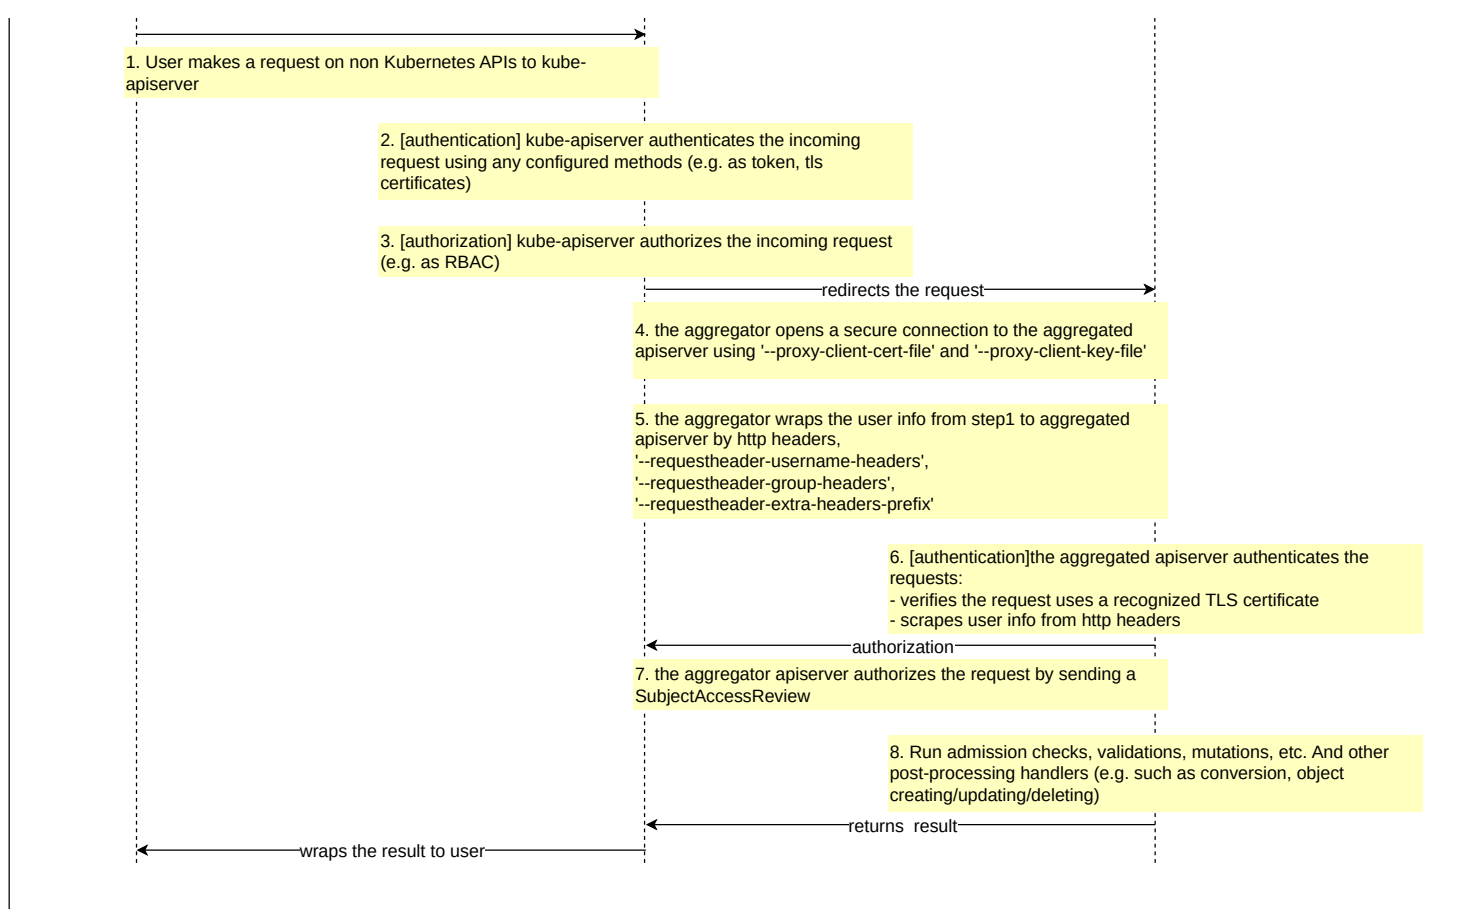 1. User makes a request on non Kubernetes APIs to kube-
apiserver
2. [authentication] kube-apiserver authenticates the incoming
request using any configured methods (e.g. as token, tls
certificates)
3. [authorization] kube-apiserver authorizes the incoming request
(e.g. as RBAC)
redirects the request
4. the aggregator opens a secure connection to the aggregated
apiserver using '--proxy-client-cert-file' and '--proxy-client-key-file'
5. the aggregator wraps the user info from step1 to aggregated
apiserver by http headers,
'--requestheader-username-headers',
'--requestheader-group-headers',
'--requestheader-extra-headers-prefix'
6. [authentication]the aggregated apiserver authenticates the
requests:
- verifies the request uses a recognized TLS certificate
- scrapes user info from http headers
authorization
7. the aggregator apiserver authorizes the request by sending a
SubjectAccessReview
8. Run admission checks, validations, mutations, etc. And other
post-processing handlers (e.g. such as conversion, object
creating/updating/deleting)
returns  result
wraps the result to user